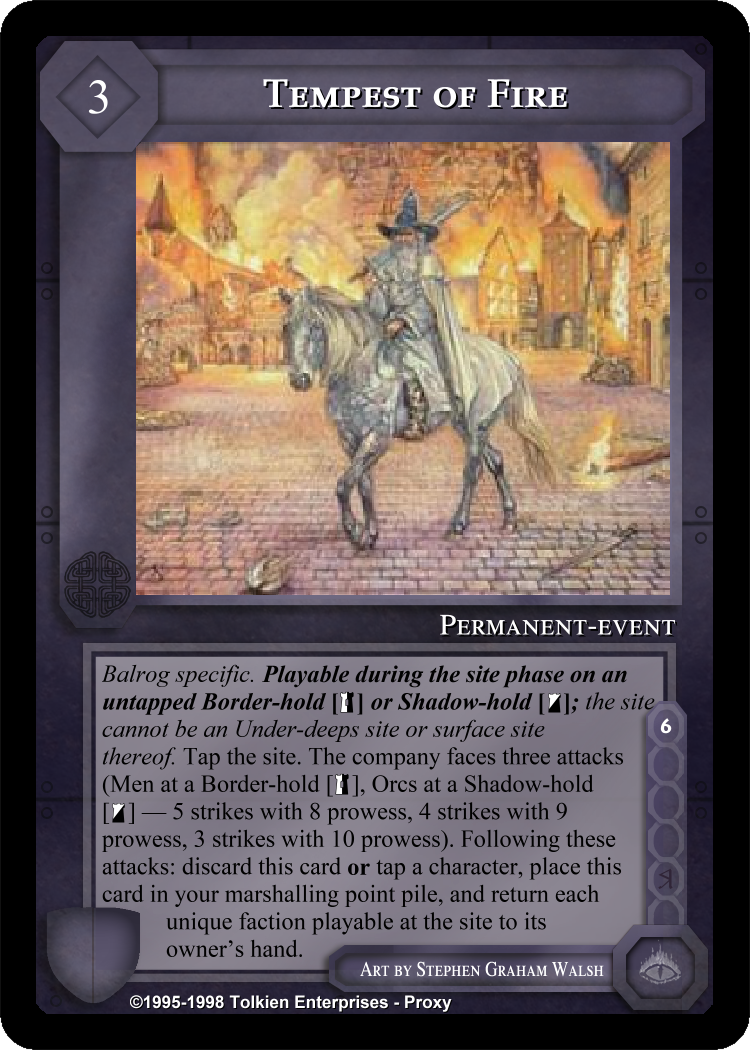 3
Tempest of Fire
Permanent-event
Balrog specific. Playable during the site phase on an
untapped Border-hold [] or Shadow-hold []; the site
cannot be an Under-deeps site or surface site
thereof. Tap the site. The company faces three attacks
(Men at a Border-hold [], Orcs at a Shadow-hold
[] — 5 strikes with 8 prowess, 4 strikes with 9
prowess, 3 strikes with 10 prowess). Following these
attacks: discard this card or tap a character, place this
card in your marshalling point pile, and return each
unique faction playable at the site to its
owner’s hand.
6
Art by Stephen Graham Walsh
©1995-1998 Tolkien Enterprises - Proxy